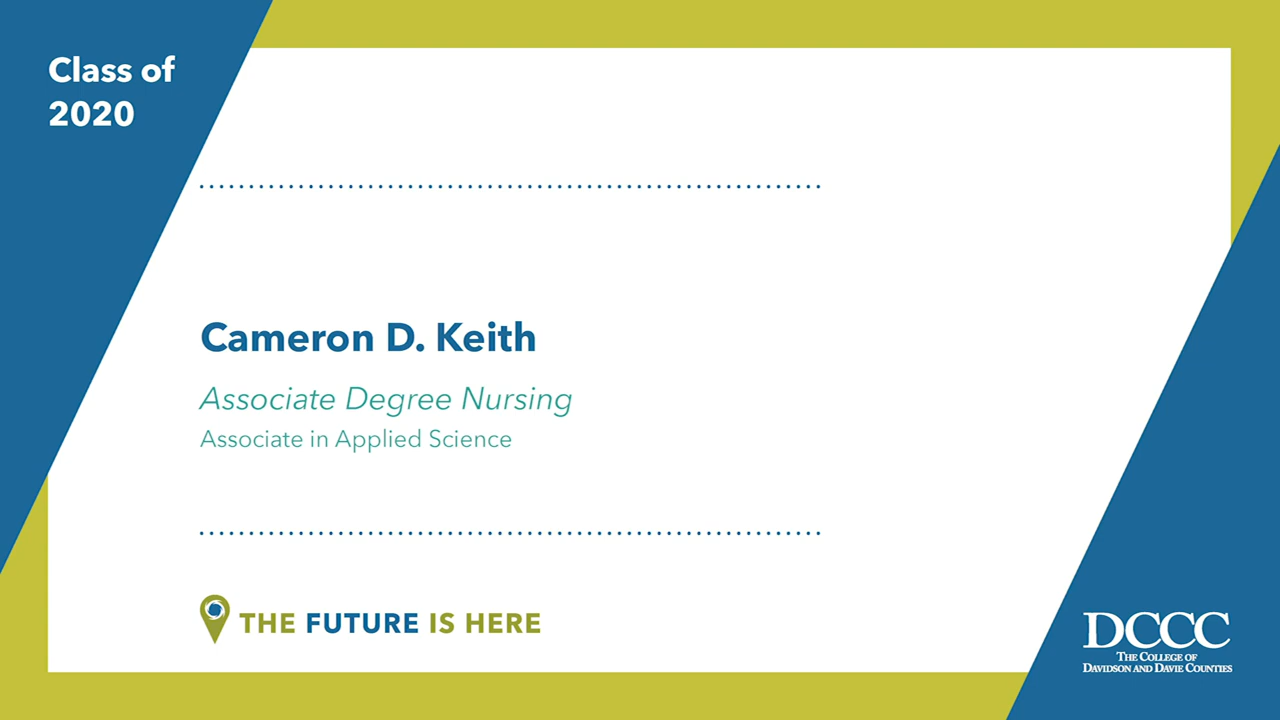 Class of
2020
Cameron D. Keith
Associate Degree Nursing
Associate in Applied Science
THE FUTURE IS HERE
DCCC
THE COLLEGE OF
DAVIDSON AND DAVIE COUNTIES